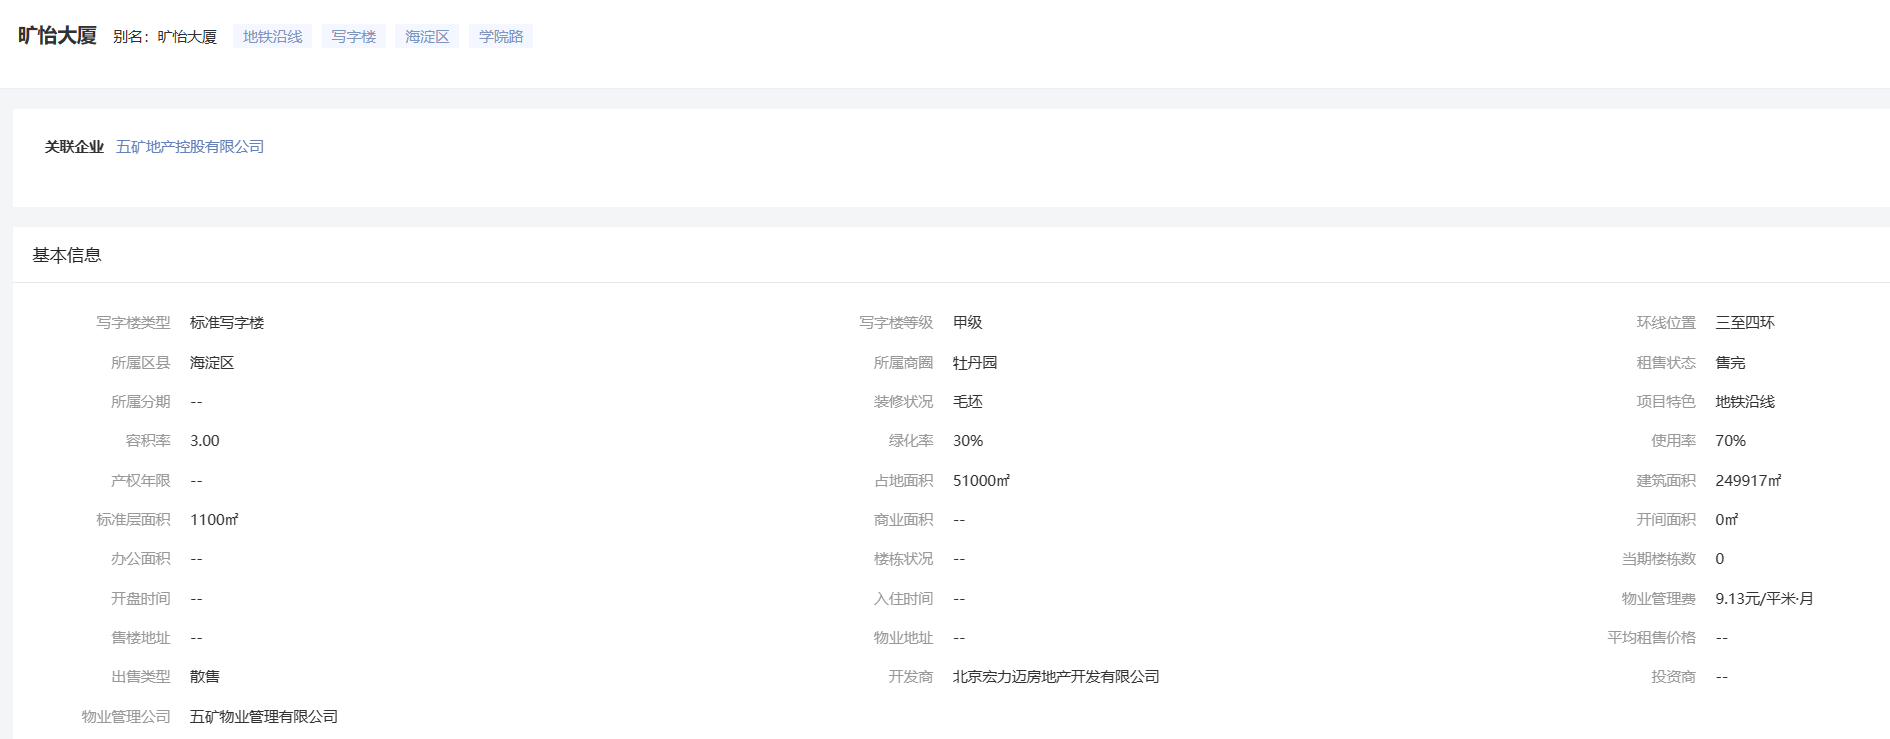 旷怡大厦 别名：旷怡大厦 地铁沿线 写字楼 海淀区 学院路
关联企业 五矿地产控股有限公司
基本信息
写字楼类型 标准写字楼 写字楼等级 甲级 环线位置 三至四环
所属区县 海淀区 所属商圈 牡丹园 租售状态 售完
所属分期 -- 装修状况 毛坯 项目特色 地铁沿线
容积率 3.00 绿化率 30% 使用率 70%
产权年限 -- 占地面积 51000㎡ 建筑面积 249917㎡
标准层面积 1100㎡ 商业面积 -- 开间面积 0㎡
办公面积 -- 楼栋状况 -- 当期楼栋数 0
开盘时间 -- 入住时间 -- 物业管理费 9.13元/平米·月
售楼地址 -- 物业地址 -- 平均租售价格 --
出售类型 散售 开发商 北京宏力迈房地产开发有限公司 投资商 --
物业管理公司 五矿物业管理有限公司